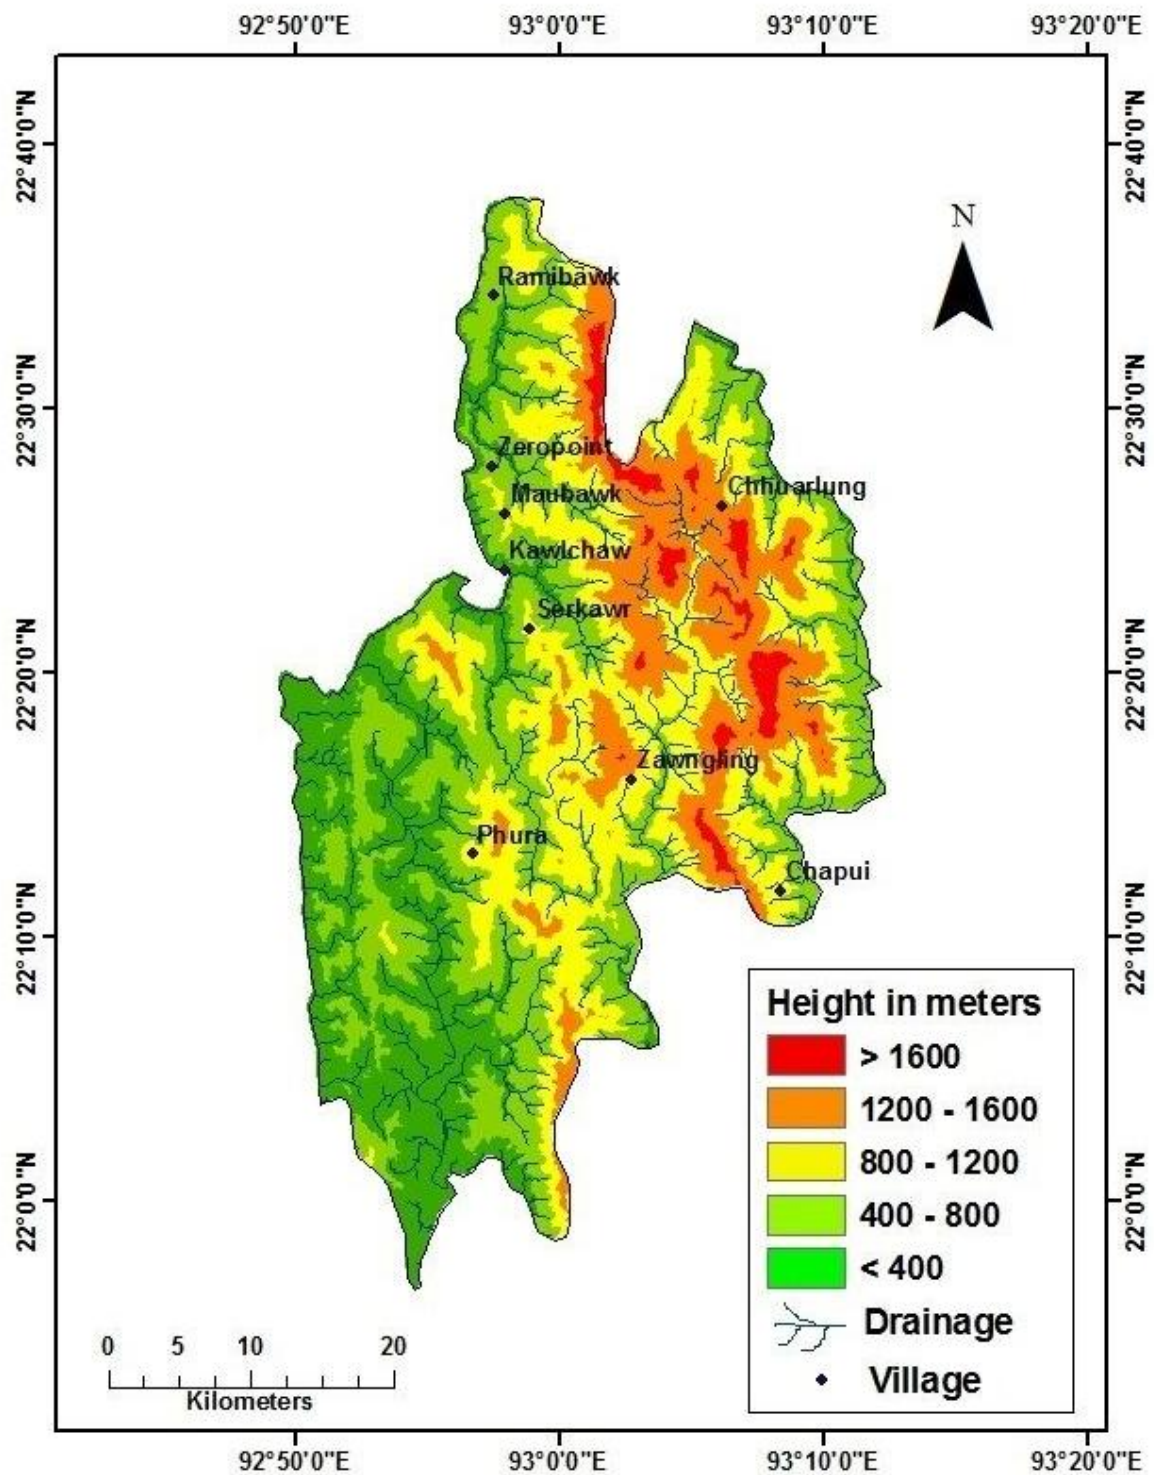 92°50'0"E 93°0'0"E 93°10'0"E 93°20'0"E
22°40'0"N 22°40'0"N
N
Ramibawk
22°30'0"N 22°30'0"N
Zeropoint
Chhuarlung
Maubawk
Kawlchaw
Serkawr
22°20'0"N 22°20'0"N
Zawngling
Phura
Chapui
22°10'0"N 22°10'0"N
Height in meters
> 1600
1200 - 1600
800 - 1200
400 - 800
< 400
Drainage
Village
22°0'0"N 22°0'0"N
0 5 10 20
Kilometers
92°50'0"E 93°0'0"E 93°10'0"E 93°20'0"E